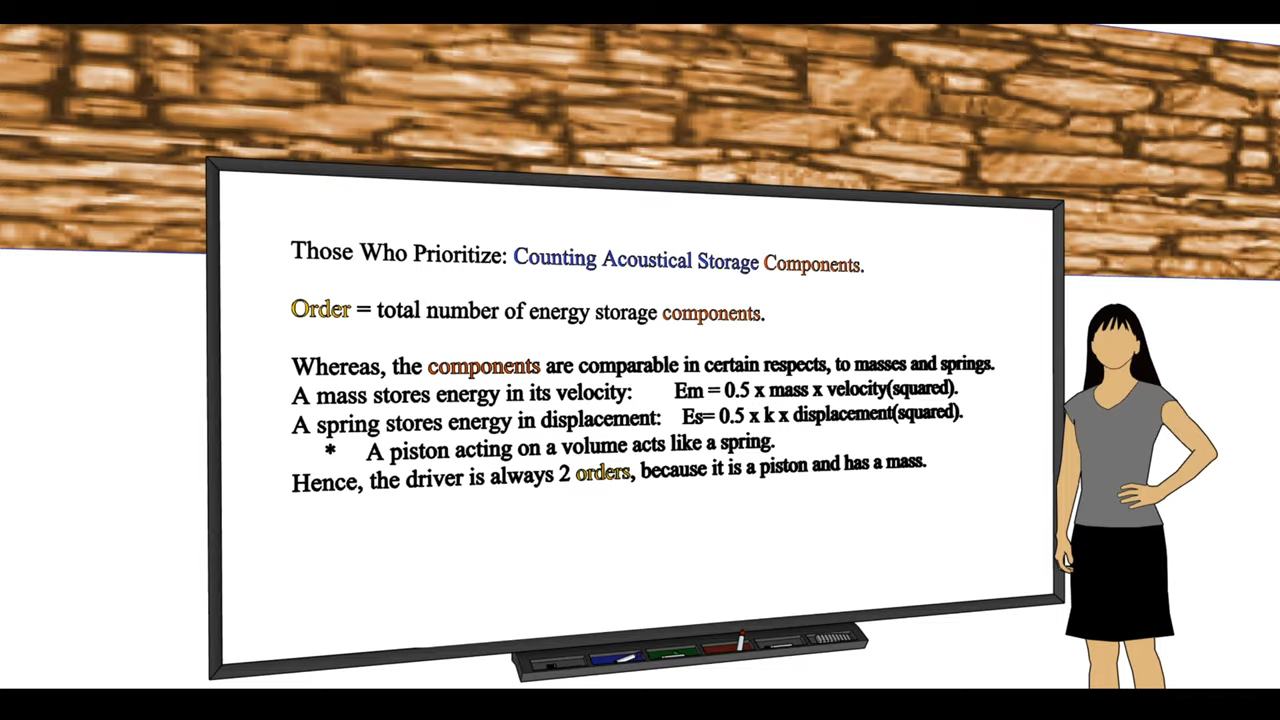 Those Who Prioritize: Counting Acoustical Storage Components.
Order = total number of energy storage components.
Whereas, the components are comparable in certain respects, to masses and springs.
A mass stores energy in its velocity: Em = 0.5 x mass x velocity(squared).
A spring stores energy in displacement: Es= 0.5 x k x displacement(squared).
* A piston acting on a volume acts like a spring.
Hence, the driver is always 2 orders, because it is a piston and has a mass.